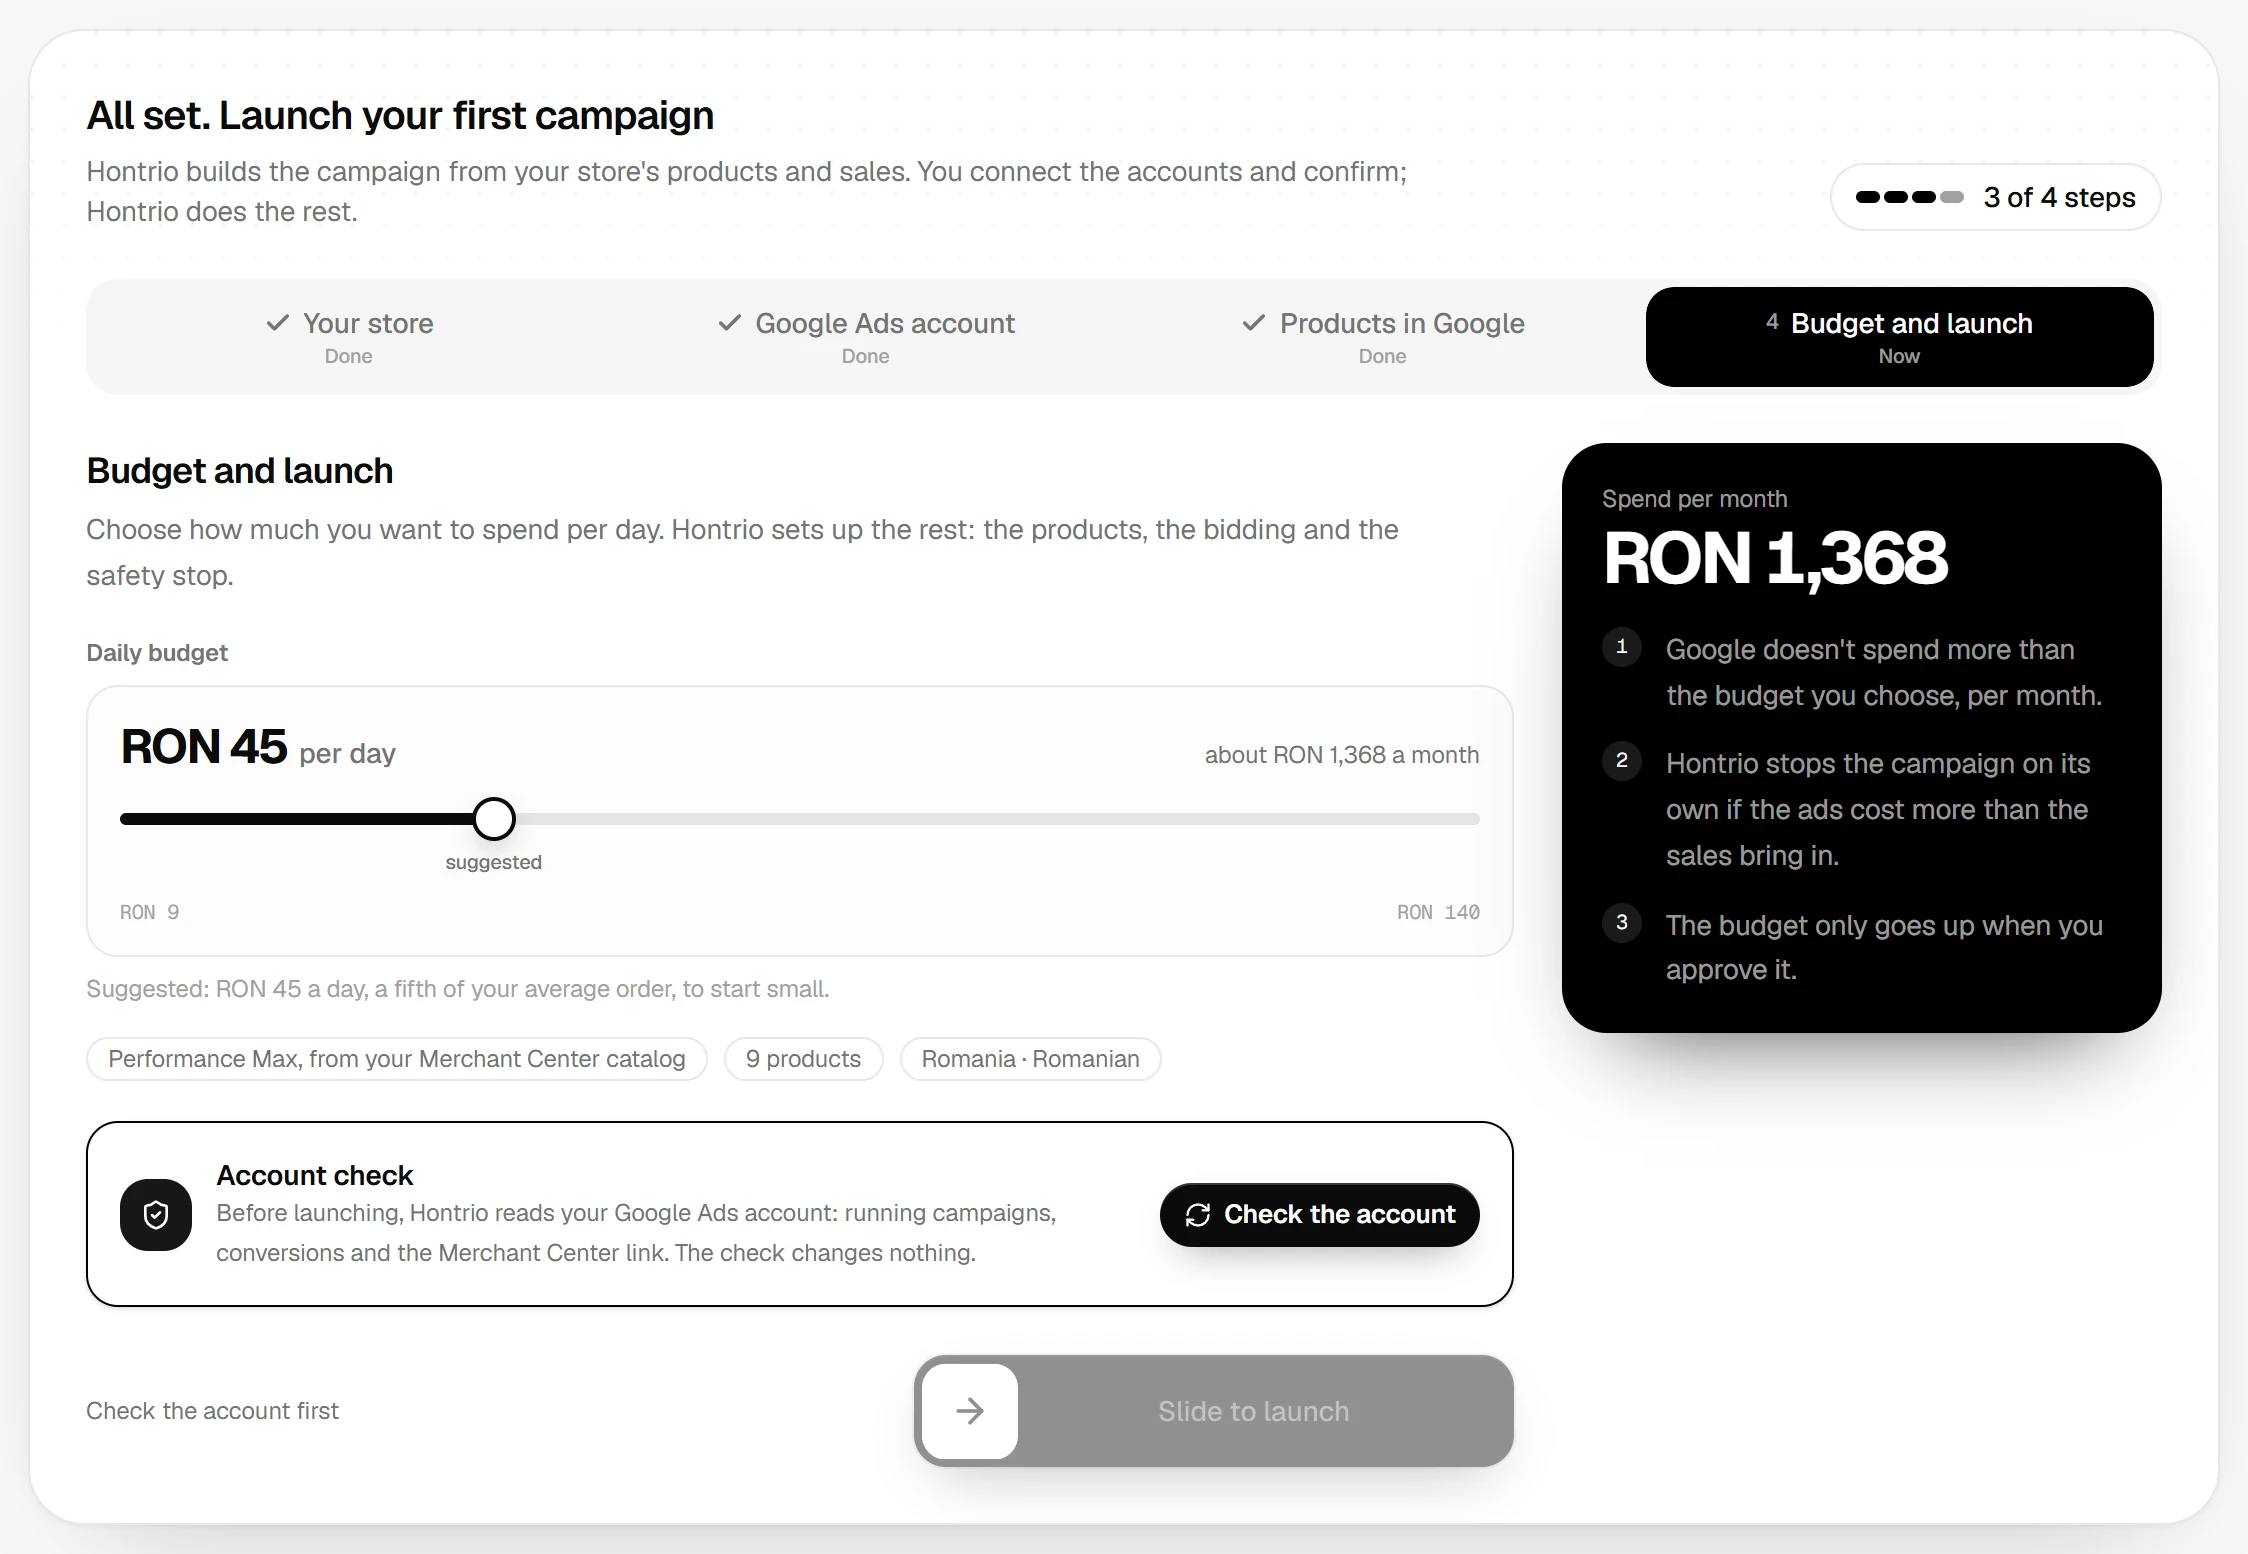 All set. Launch your first campaign
Hontrio builds the campaign from your store's products and sales. You connect the accounts and confirm;
Hontrio does the rest.
3 of 4 steps
Your store
Done
Google Ads account
Done
Products in Google
Done
4 Budget and launch
Now
Budget and launch
Choose how much you want to spend per day. Hontrio sets up the rest: the products, the bidding and the
safety stop.
Daily budget
RON 45 per day
about RON 1,368 a month
suggested
RON 9
RON 140
Suggested: RON 45 a day, a fifth of your average order, to start small.
Performance Max, from your Merchant Center catalog
9 products
Romania · Romanian
Account check
Before launching, Hontrio reads your Google Ads account: running campaigns,
conversions and the Merchant Center link. The check changes nothing.
Check the account
Check the account first
Slide to launch
Spend per month
RON 1,368
1 Google doesn't spend more than
the budget you choose, per month.
2 Hontrio stops the campaign on its
own if the ads cost more than the
sales bring in.
3 The budget only goes up when you
approve it.